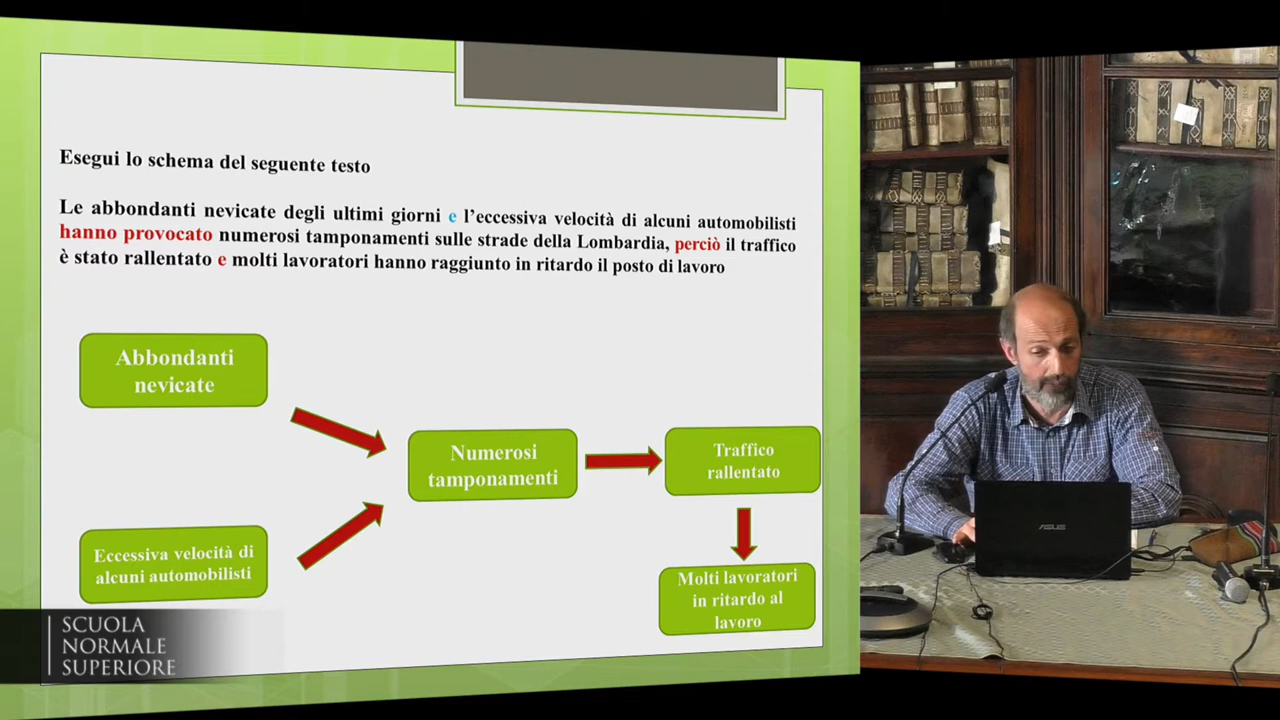 Esegui lo schema del seguente testo
Le abbondanti nevicate degli ultimi giorni e l'eccessiva velocità di alcuni automobilisti
hanno provocato numerosi tamponamenti sulle strade della Lombardia, perciò il traffico
è stato rallentato e molti lavoratori hanno raggiunto in ritardo il posto di lavoro
Abbondanti
nevicate
Numerosi
tamponamenti
Traffico
rallentato
Eccessiva velocità di
alcuni automobilisti
Molti lavoratori
in ritardo al
lavoro
SCUOLA
NORMALE
SUPERIORE
ASUS